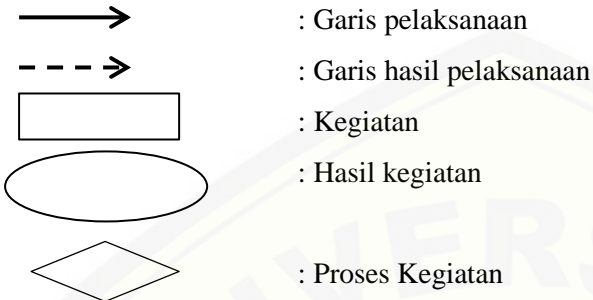 : Garis pelaksanaan
: Garis hasil pelaksanaan
: Kegiatan
: Hasil kegiatan
: Proses Kegiatan